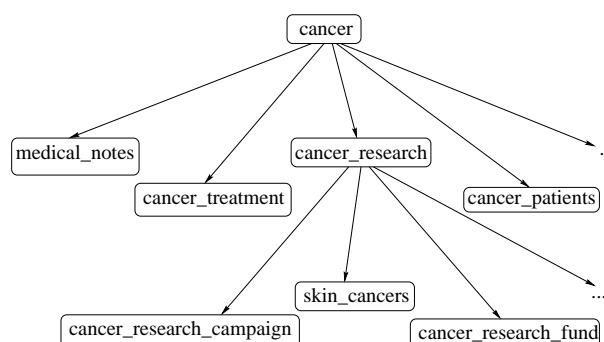 cancer
medical_notes
cancer_research
..
cancer_treatment
cancer_patients
skin_cancers
...
cancer_research_campaign
cancer_research_fund